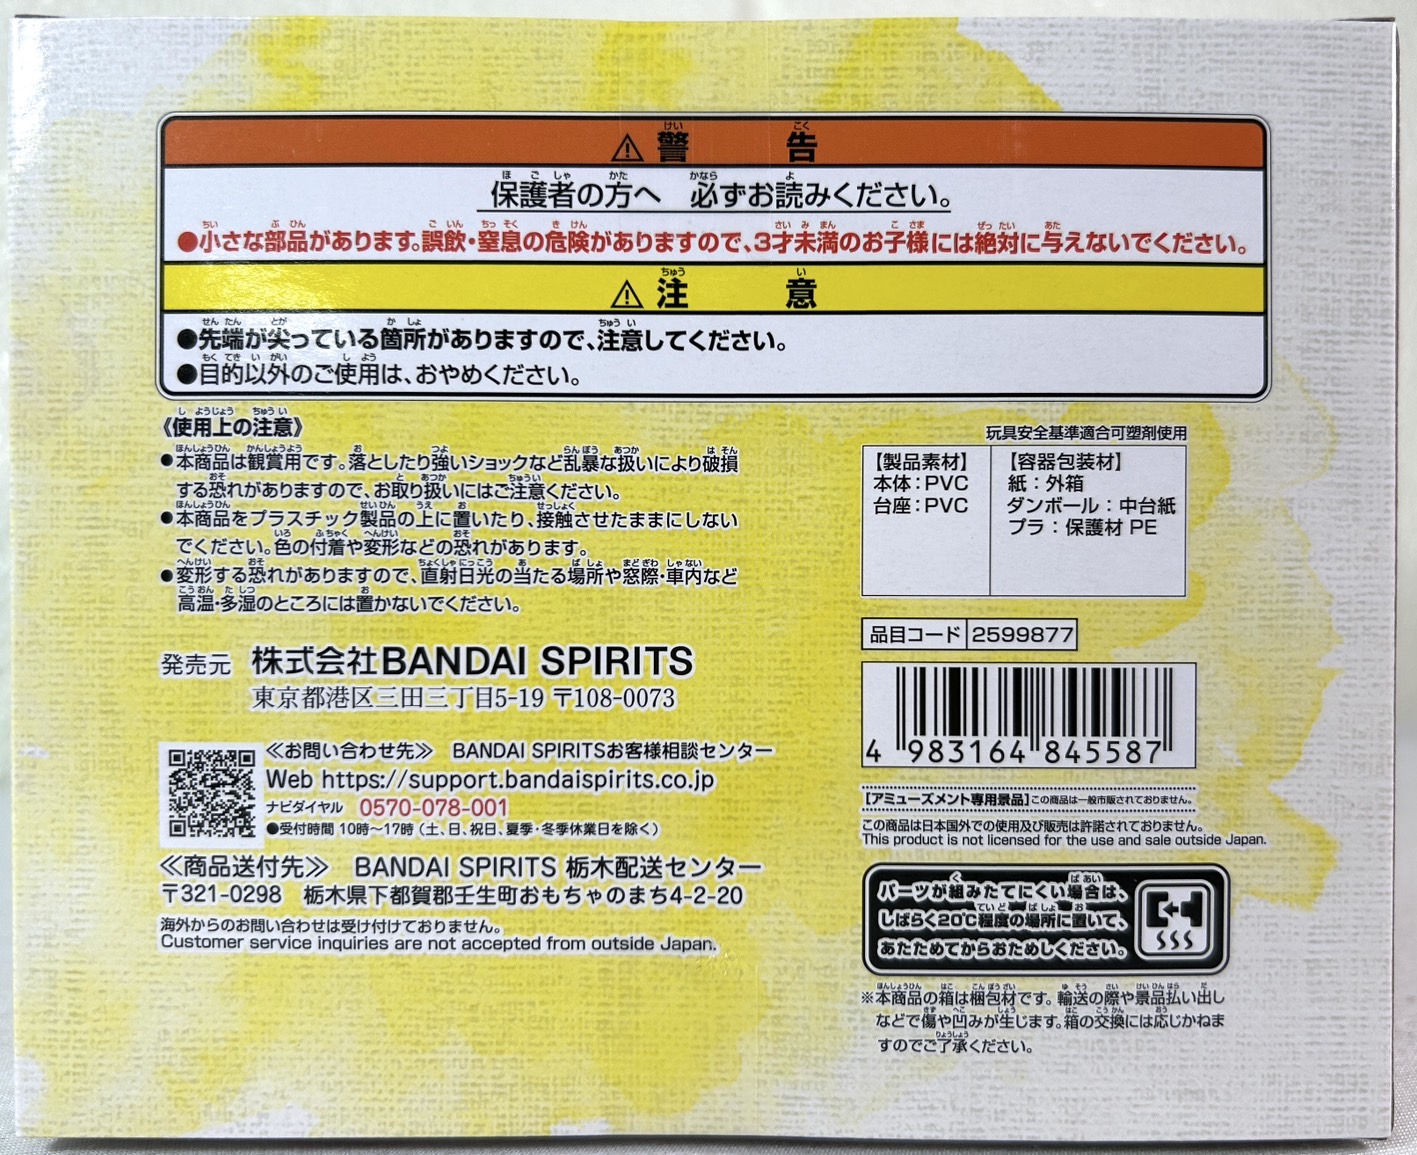 ⚠警告
保護者の方へ 必ずお読みください。
●小さな部品があります。誤飲・窒息の危険がありますので、3才未満のお子様には絶対に与えないでください。
⚠注意
●先端が尖っている箇所がありますので、注意してください。
●目的以外のご使用は、おやめください。
《使用上の注意》
●本商品は観賞用です。落としたり強いショックなど乱暴な扱いにより破損
する恐れがありますので、お取り扱いにはご注意ください。
●本商品をプラスチック製品の上に置いたり、接触させたままにしない
でください。色の付着や変形などの恐れがあります。
●変形する恐れがありますので、直射日光の当たる場所や窓際・車内など
高温・多湿のところには置かないでください。
発売元 株式会社BANDAI SPIRITS
東京都港区三田三丁目5-19 〒108-0073
≪お問い合わせ先≫ BANDAI SPIRITSお客様相談センター
Web https://support.bandaispirits.co.jp
ナビダイヤル 0570-078-001
●受付時間 10時～17時（土、日、祝日、夏季・冬季休業日を除く）
≪商品送付先≫ BANDAI SPIRITS 栃木配送センター
〒321-0298 栃木県下都賀郡壬生町おもちゃのまち4-2-20
海外からのお問い合わせは受け付けておりません。
Customer service inquiries are not accepted from outside Japan.
玩具安全基準適合可塑剤使用
【製品素材】
本体：PVC
台座：PVC
【容器包装材】
紙：外箱
ダンボール：中台紙
プラ：保護材 PE
品目コード 2599877
4 983164 845587
【アミューズメント専用景品】この商品は一般市販されておりません。
この商品は日本国外での使用及び販売は許諾されておりません。
This product is not licensed for the use and sale outside Japan.
パーツが組みたてにくい場合は、
しばらく20℃程度の場所に置いて、
あたためてからおためしください。
※本商品の箱は梱包材です。輸送の際や景品払い出し
などで傷や凹みが生じます。箱の交換には応じかねま
すのでご了承ください。